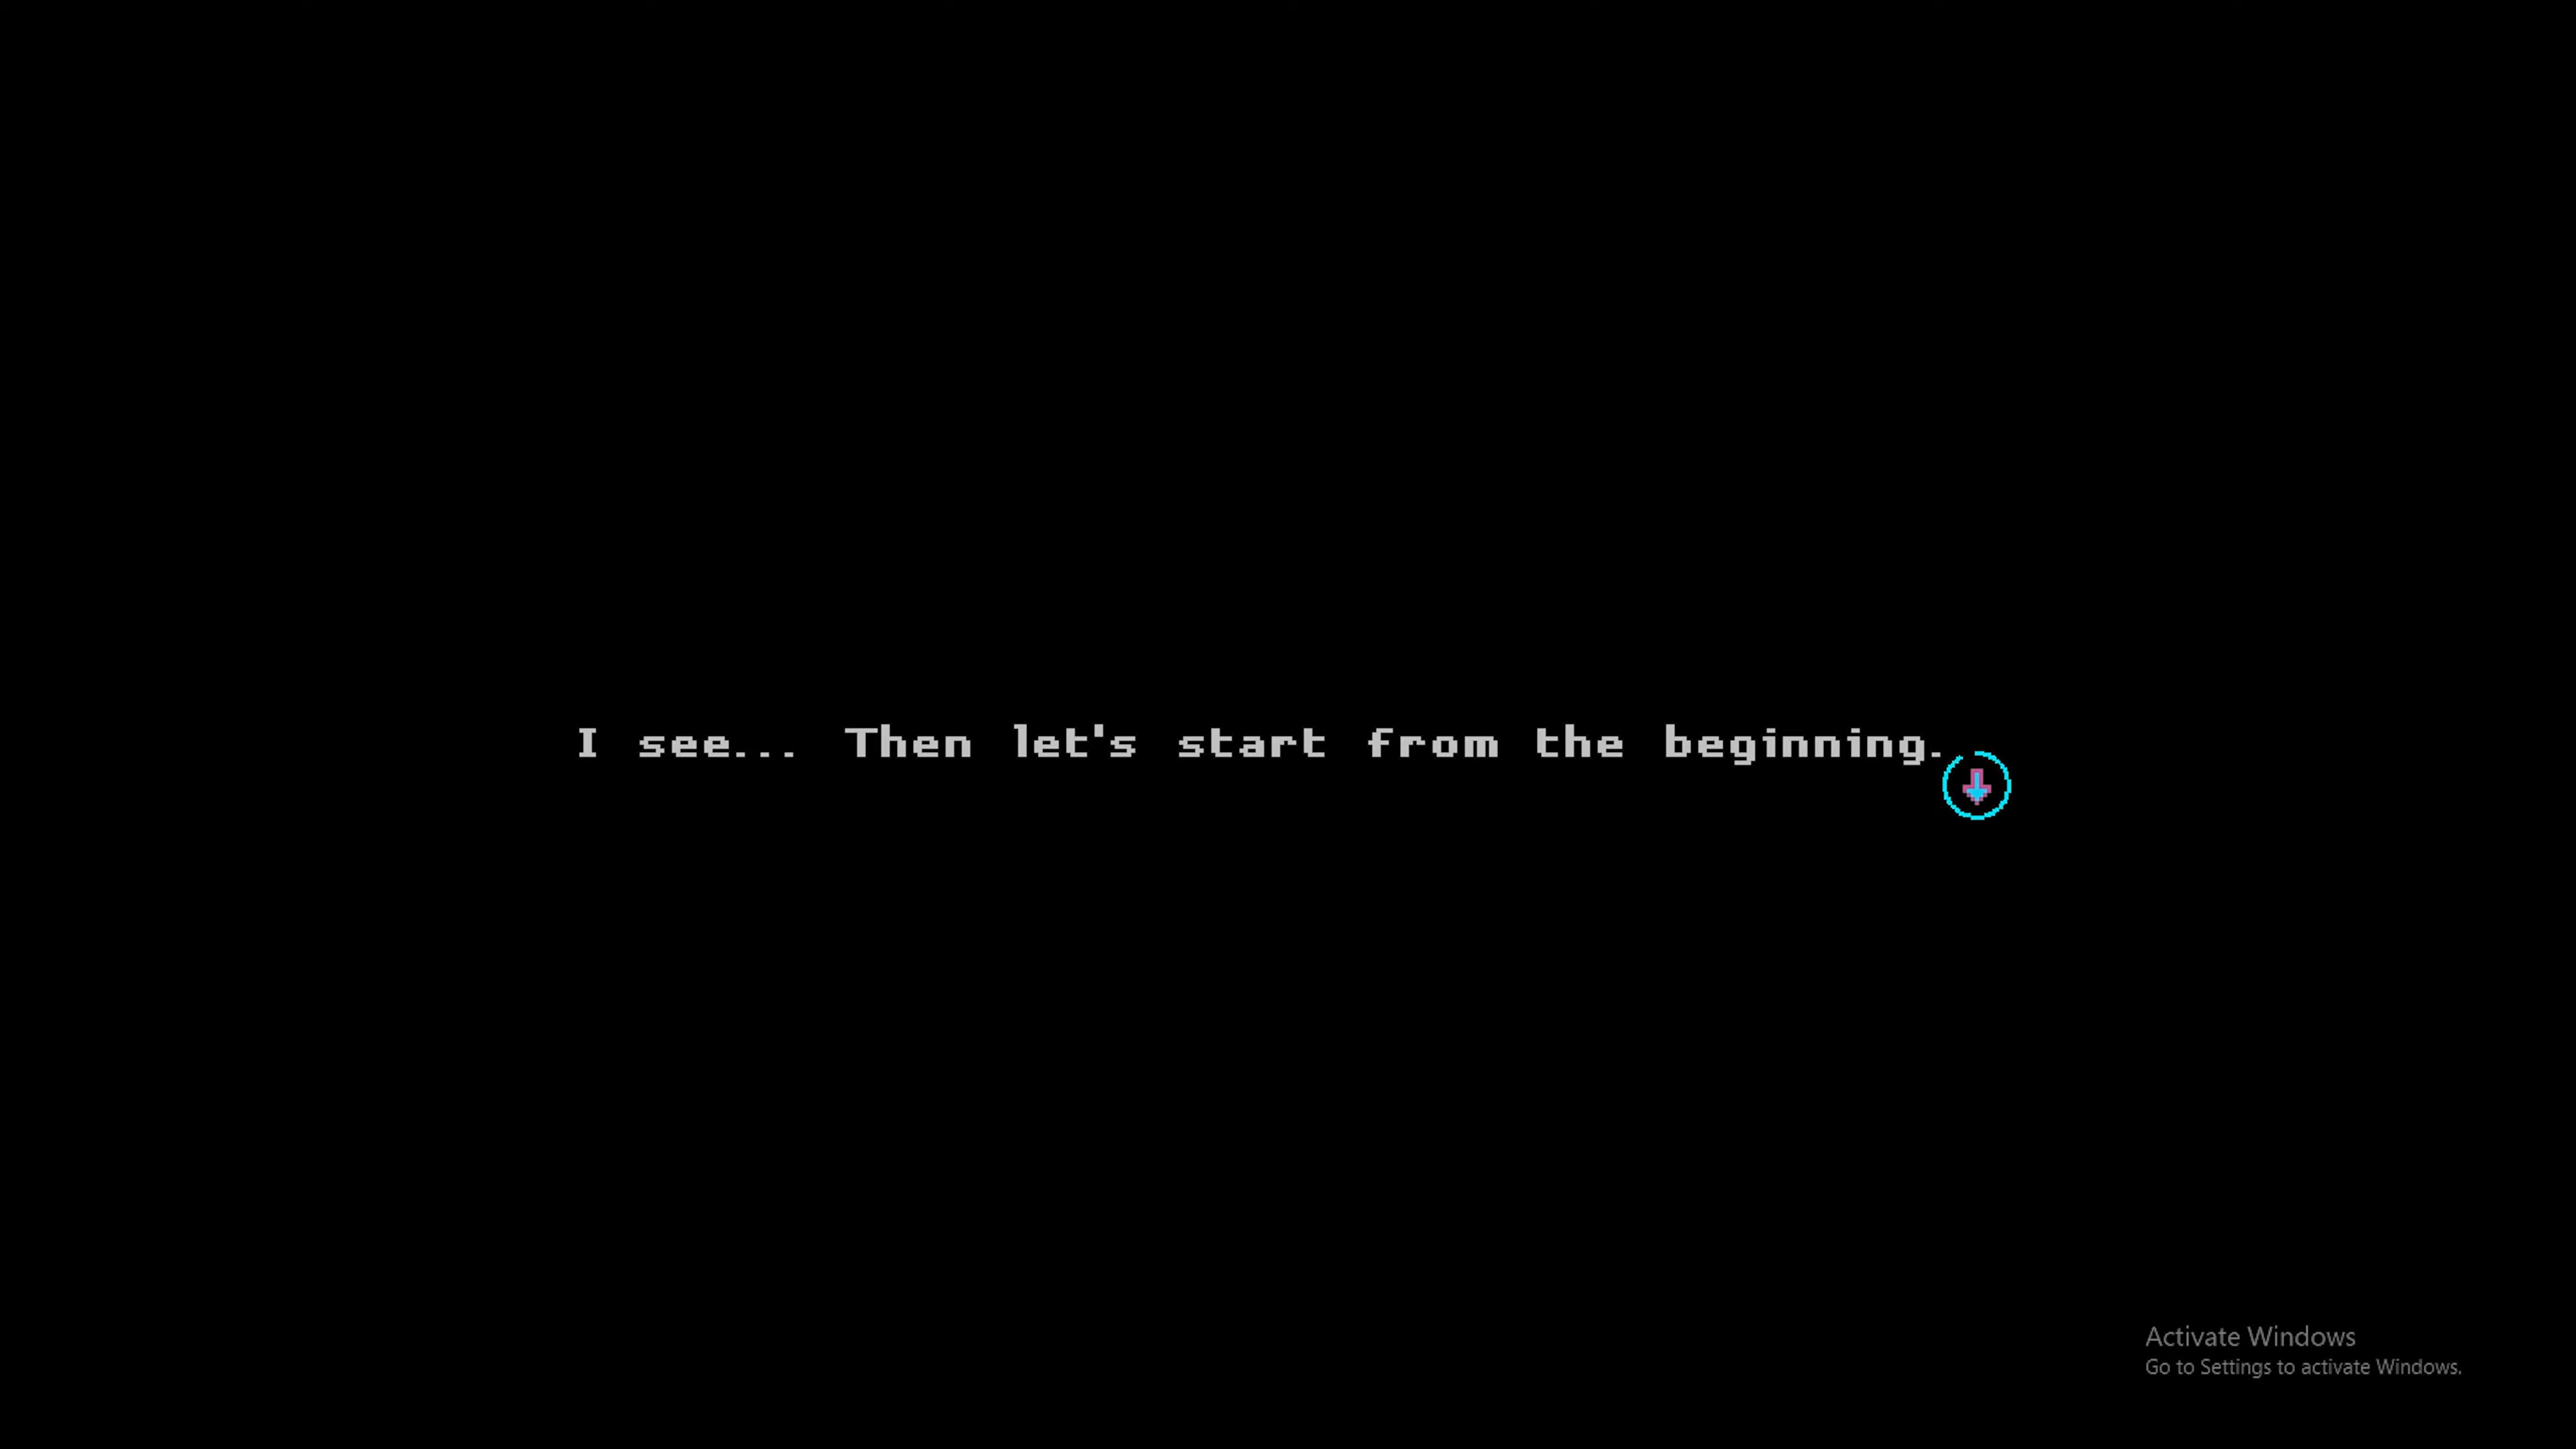 I see... Then let's start from the beginning.
Activate Windows
Go to Settings to activate Windows.